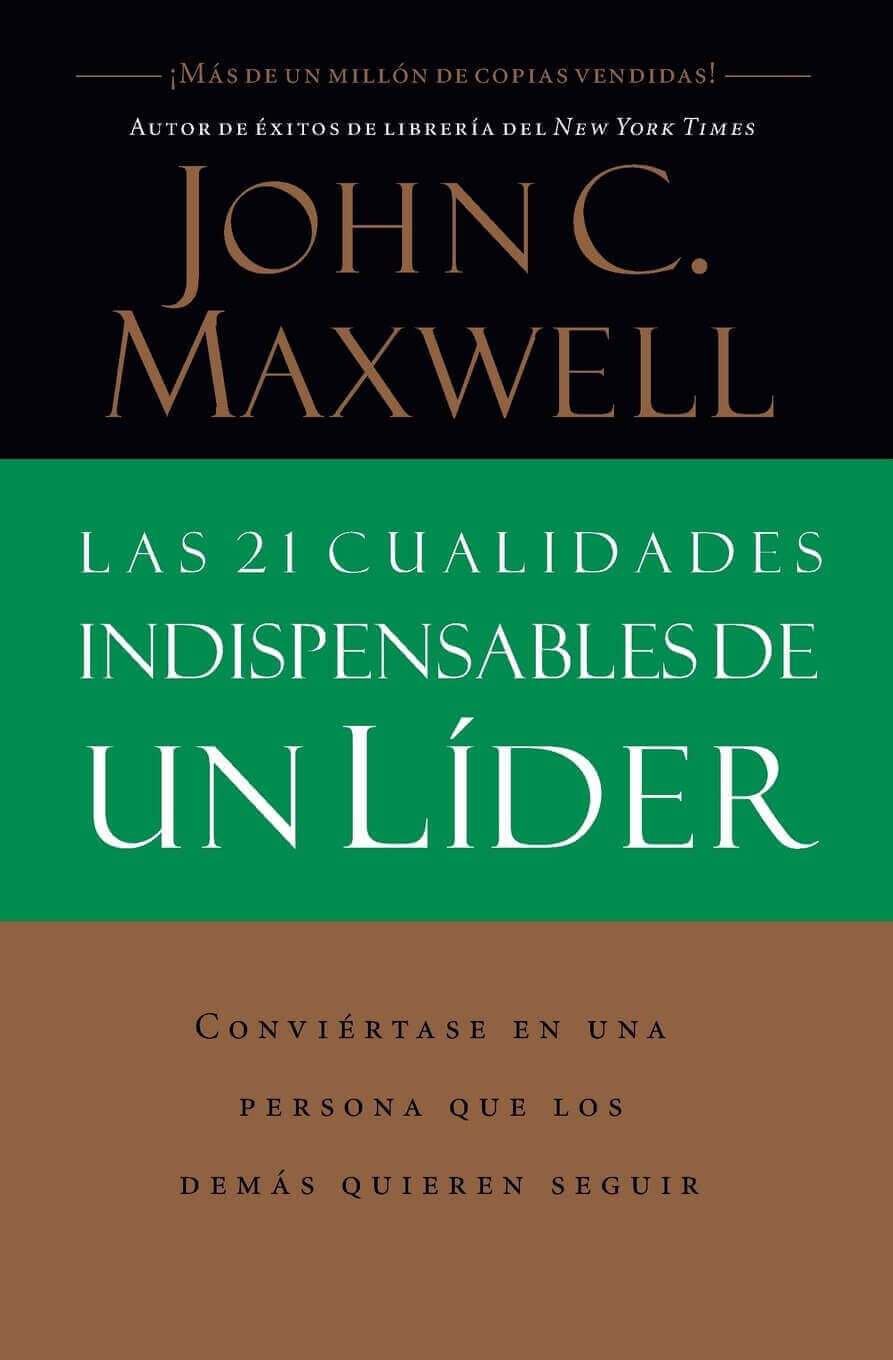 ¡MÁS DE UN MILLÓN DE COPIAS VENDIDAS!
AUTOR DE ÉXITOS DE LIBRERÍA DEL NEW YORK TIMES
JOHN C.
MAXWELL
LAS 21 CUALIDADES
INDISPENSABLES DE
UN LÍDER
CONVIÉRTASE EN UNA
PERSONA QUE LOS
DEMÁS QUIEREN SEGUIR